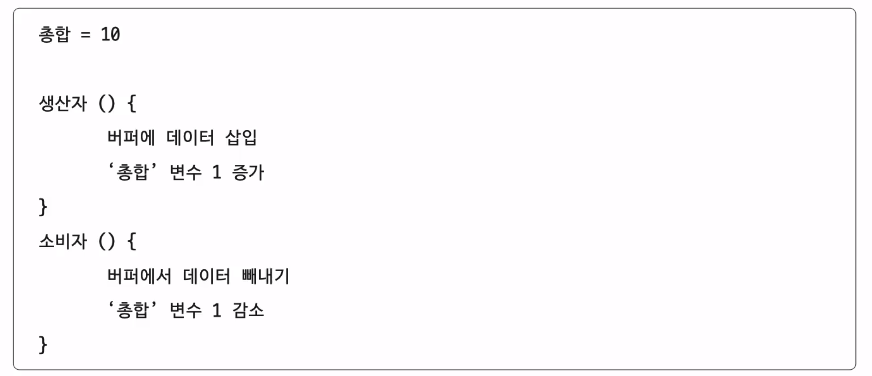 총합 = 10
생산자 () {
버퍼에 데이터 삽입
‘총합’ 변수 1 증가
}
소비자 () {
버퍼에서 데이터 빼내기
‘총합’ 변수 1 감소
}